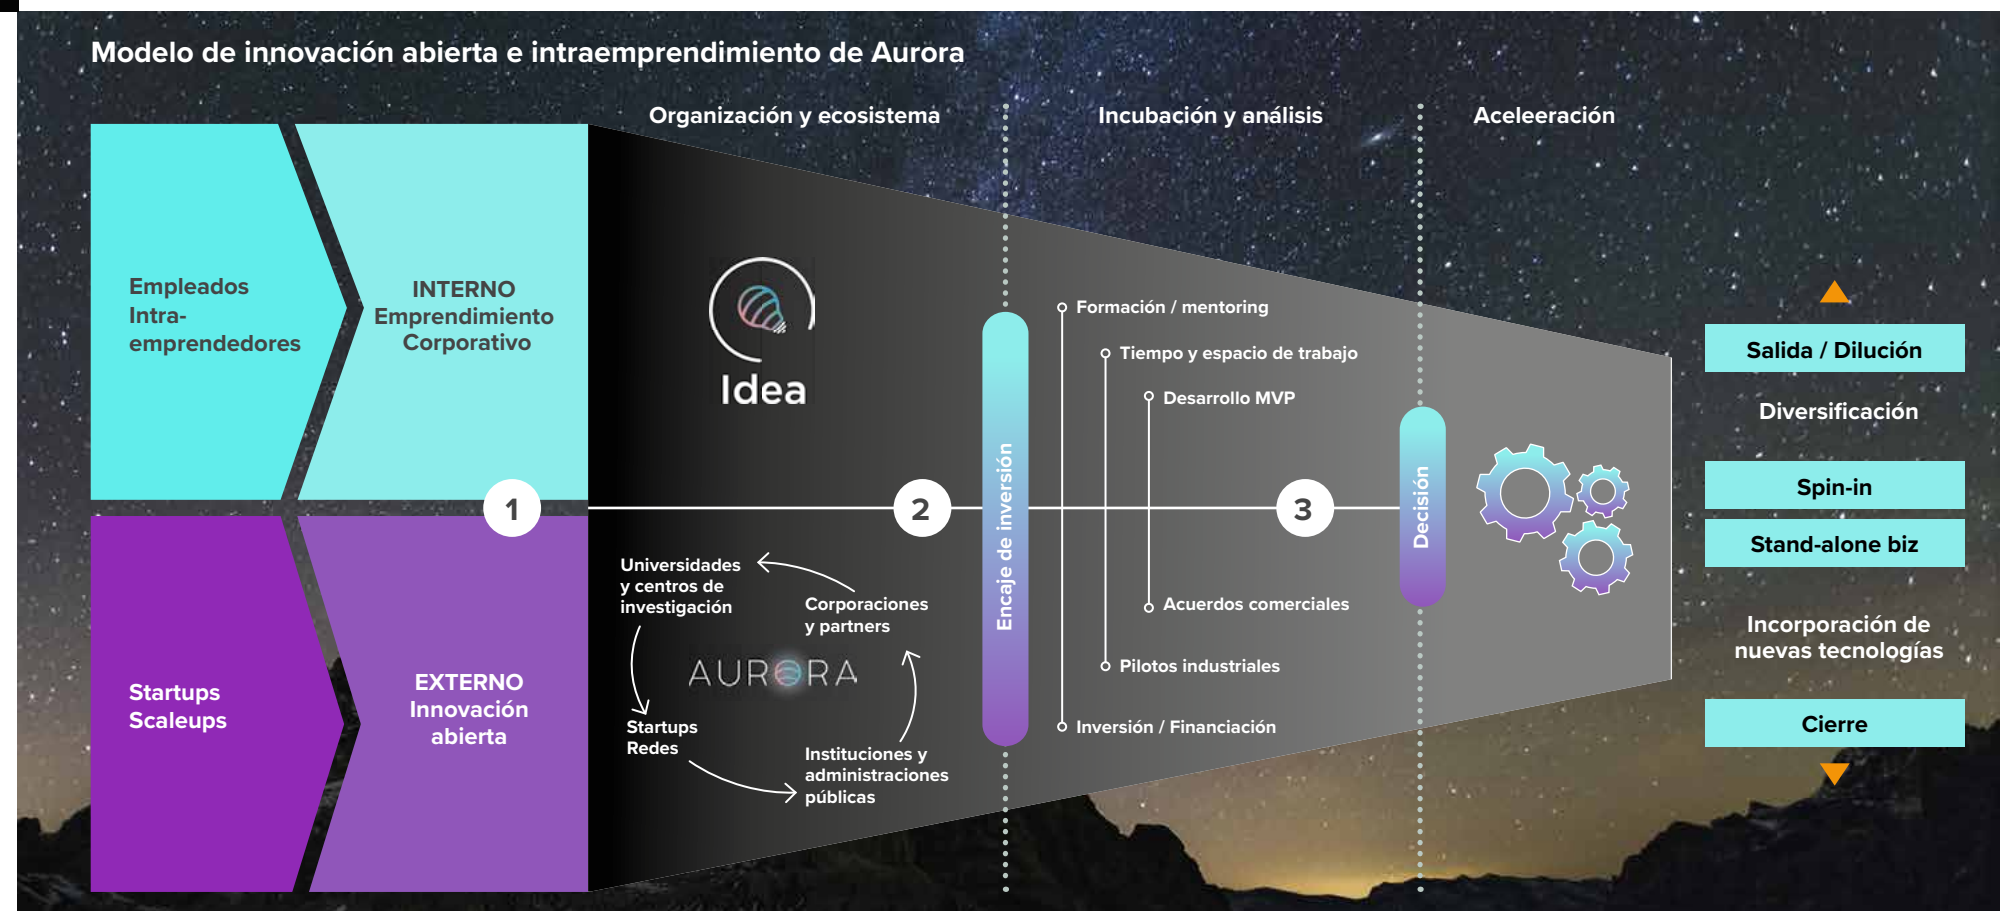 Modelo de innovación abierta e intraemprendimiento de Aurora
Organización y ecosistema
Incubación y análisis
Aceleeración
Empleados
Intra-
emprendedores
INTERNO
Emprendimiento
Corporativo
Startups
Scaleups
EXTERNO
Innovación
abierta
1
Idea
Universidades
y centros de
investigación
Corporaciones
y partners
AURORA
Startups
Redes
Instituciones y
administraciones
públicas
2
Encaje de inversión
Formación / mentoring
Tiempo y espacio de trabajo
Desarrollo MVP
3
Acuerdos comerciales
Pilotos industriales
Inversión / Financiación
Decisión
Salida / Dilución
Diversificación
Spin-in
Stand-alone biz
Incorporación de
nuevas tecnologías
Cierre